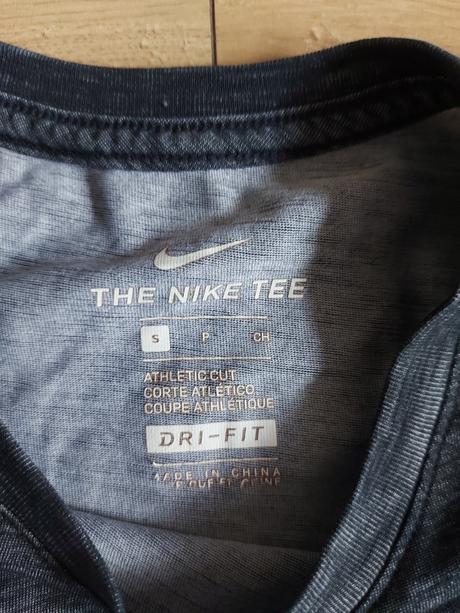 THE NIKE TEE
S P CH
ATHLETIC CUT
CORTE ATLÉTICO
COUPE ATHLÉTIQUE
DRI-FIT
MADE IN CHINA